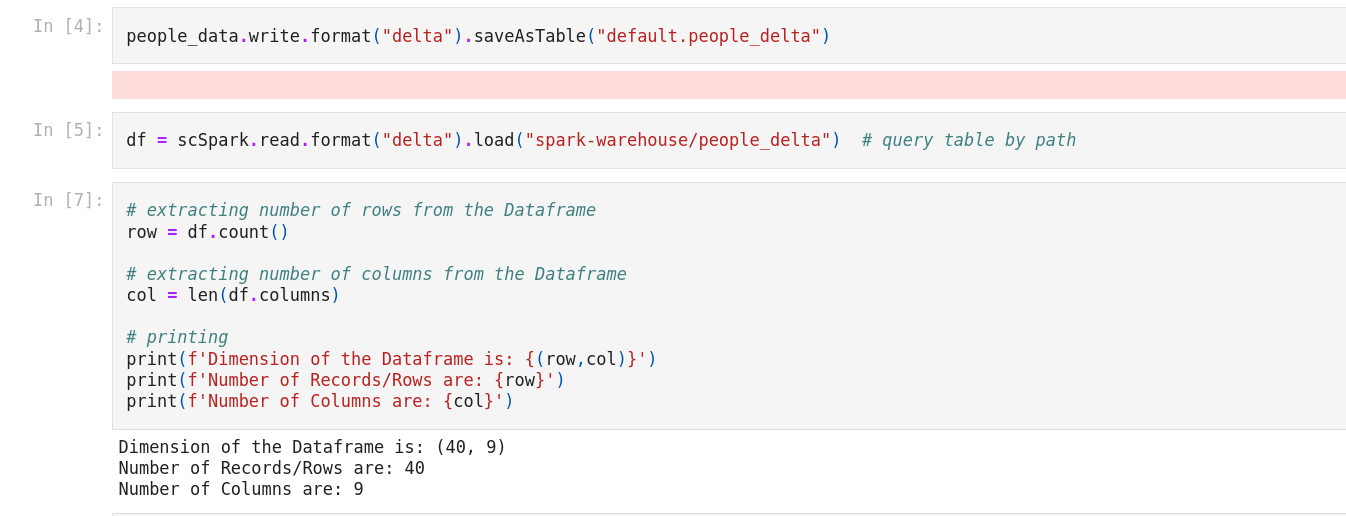 In [4]:
people_data.write.format("delta").saveAsTable("default.people_delta")
In [5]:
df = scSpark.read.format("delta").load("spark-warehouse/people_delta")  # query table by path
In [7]:
# extracting number of rows from the Dataframe
row = df.count()
# extracting number of columns from the Dataframe
col = len(df.columns)
# printing
print(f'Dimension of the Dataframe is: {(row,col)}')
print(f'Number of Records/Rows are: {row}')
print(f'Number of Columns are: {col}')
Dimension of the Dataframe is: (40, 9)
Number of Records/Rows are: 40
Number of Columns are: 9